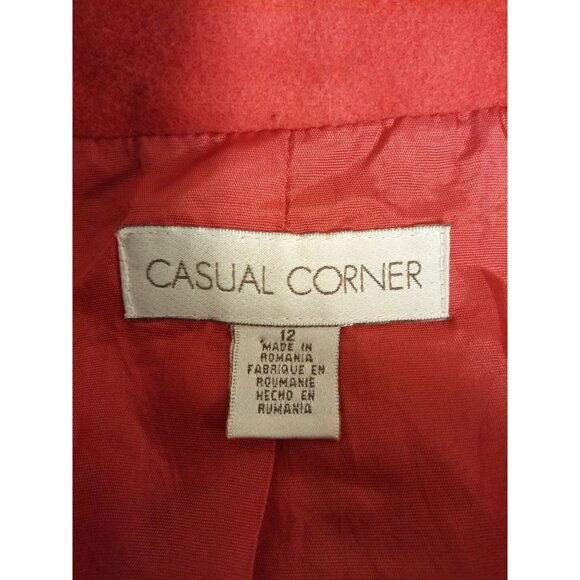 CASUAL CORNER
12
MADE IN
ROMANIA
FABRIQUE EN
ROUMANIE
HECHO EN
RUMANIA